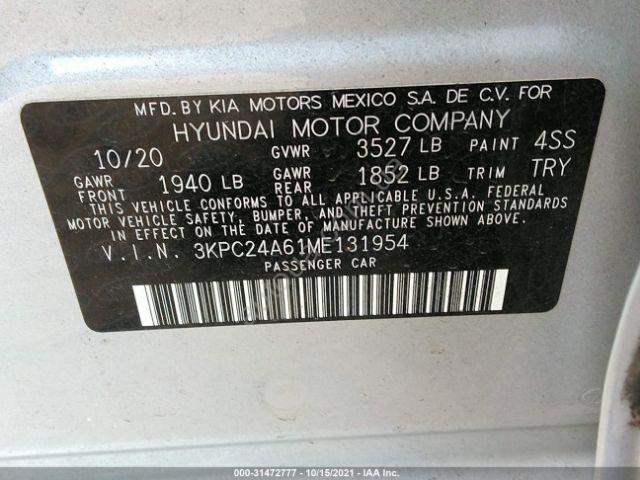 MFD. BY KIA MOTORS MEXICO S.A. DE C.V. FOR
HYUNDAI MOTOR COMPANY
10/20 GVWR 3527 LB PAINT 4SS
GAWR FRONT 1940 LB GAWR REAR 1852 LB TRIM TRY
THIS VEHICLE CONFORMS TO ALL APPLICABLE U.S.A. FEDERAL
MOTOR VEHICLE SAFETY, BUMPER, AND THEFT PREVENTION STANDARDS
IN EFFECT ON THE DATE OF MANUFACTURE SHOWN ABOVE.
V.I.N. 3KPC24A61ME131954
PASSENGER CAR
000-31472777 - 10/15/2021 - IAA Inc.